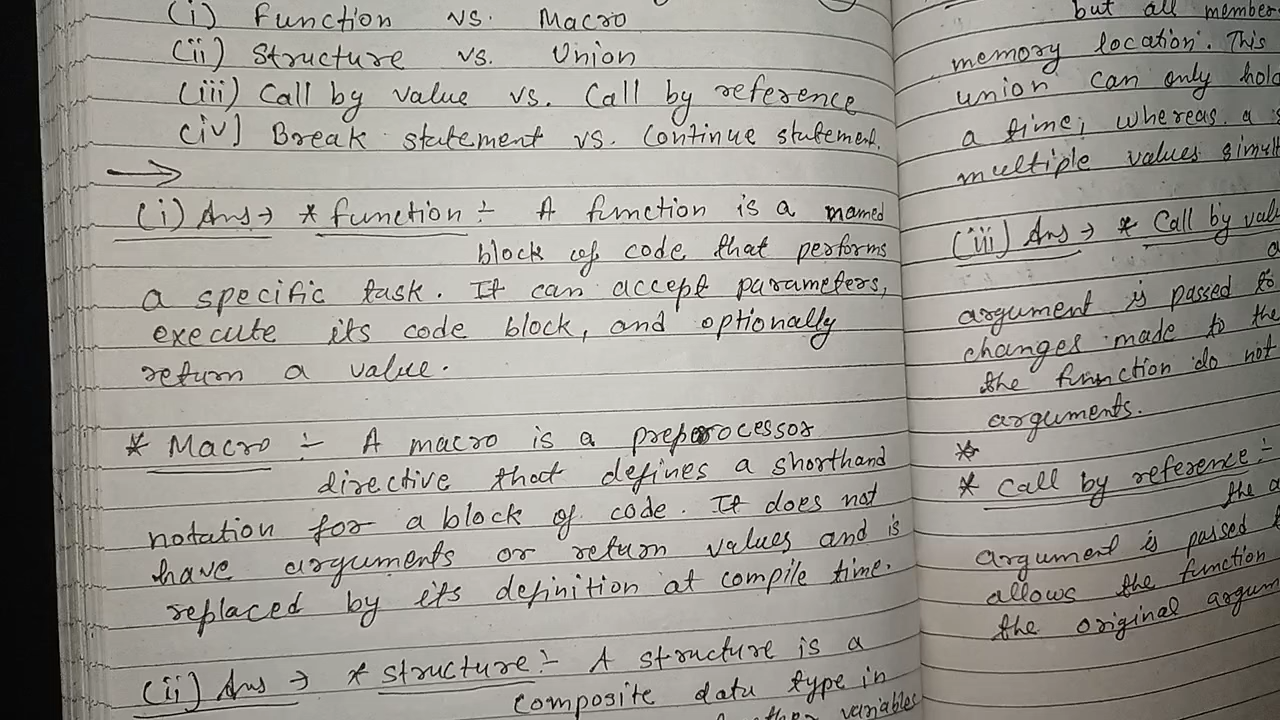 (i) Function vs. Macro
(ii) Structure vs. Union
(iii) Call by value vs. Call by reference
(iv) Break statement vs. Continue statement.
(i) Ans → * function :- A function is a named
block of code that performs
a specific task. It can accept parameters,
execute its code block, and optionally
return a value.
* Macro :- A macro is a preprocessor
directive that defines a shorthand
notation for a block of code. It does not
have arguments or return values and is
replaced by its definition at compile time.
(ii) Ans → * Structure :- A structure is a
composite data type in
variables
but all member
memory location. This
union can only hold
a time, whereas a s
multiple values simult
(iii) Ans → * Call by val
argument is passed to
changes made to the
the function do not
arguments.
*
* Call by reference :-
the a
argument is passed
allows the function
the original argum